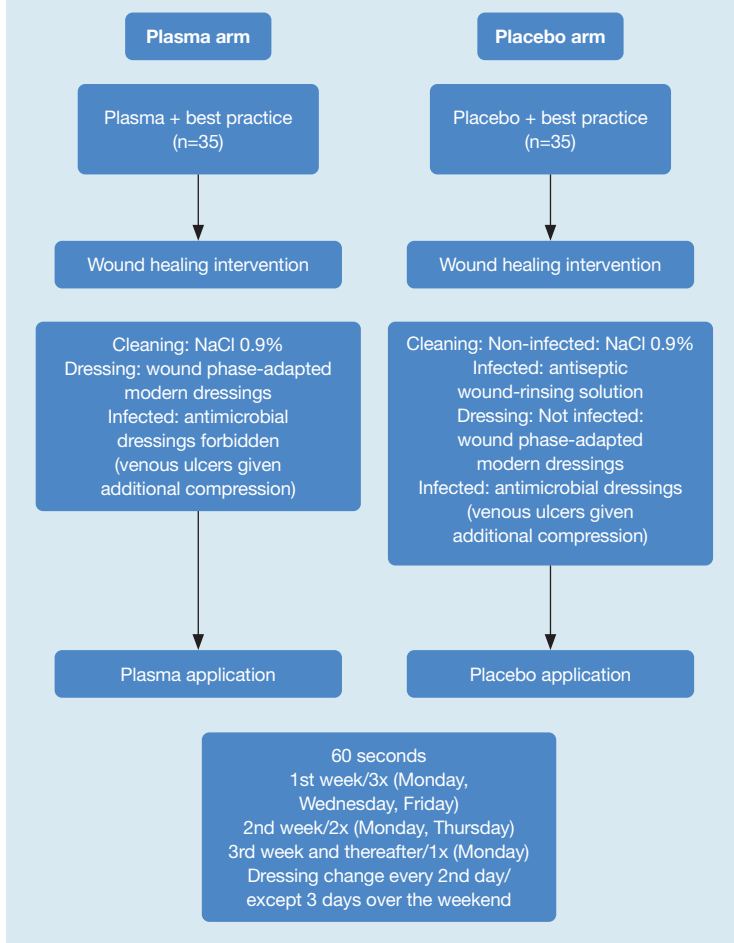 Plasma arm
Plasma + best practice
(n=35)
Wound healing intervention
Cleaning: NaCl 0.9%
Dressing: wound phase-adapted
modern dressings
Infected: antimicrobial
dressings forbidden
(venous ulcers given
additional compression)
Plasma application
Placebo arm
Placebo + best practice
(n=35)
Wound healing intervention
Cleaning: Non-infected: NaCl 0.9%
Infected: antiseptic
wound-rinsing solution
Dressing: Not infected:
wound phase-adapted
modern dressings
Infected: antimicrobial dressings
(venous ulcers given
additional compression)
Placebo application
60 seconds
1st week/3x (Monday,
Wednesday, Friday)
2nd week/2x (Monday, Thursday)
3rd week and thereafter/1x (Monday)
Dressing change every 2nd day/
except 3 days over the weekend